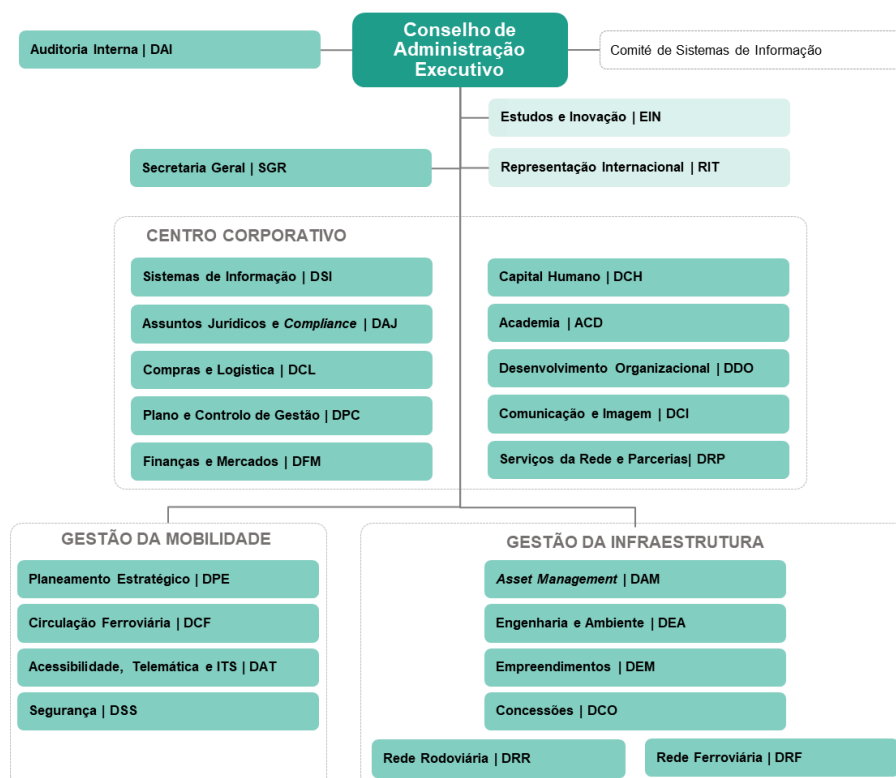 Conselho de
Administração
Executivo
Auditoria Interna | DAI
Comité de Sistemas de Informação
Estudos e Inovação | EIN
Secretaria Geral | SGR
Representação Internacional | RIT
CENTRO CORPORATIVO
Sistemas de Informação | DSI
Assuntos Jurídicos e Compliance | DAJ
Compras e Logistica | DCL
Plano e Controlo de Gestão | DPC
Finanças e Mercados | DFM
Capital Humano | DCH
Academia | ACD
Desenvolvimento Organizacional | DDO
Comunicação e Imagem | DCI
Serviços da Rede e Parcerias| DRP
GESTÃO DA MOBILIDADE
Planeamento Estratégico | DPE
Circulação Ferroviária | DCF
Acessibilidade, Telemática e ITS | DAT
Segurança | DSS
GESTÃO DA INFRAESTRUTURA
Asset Management | DAM
Engenharia e Ambiente | DEA
Empreendimentos | DEM
Concessões | DCO
Rede Rodoviária | DRR
Rede Ferroviária | DRF